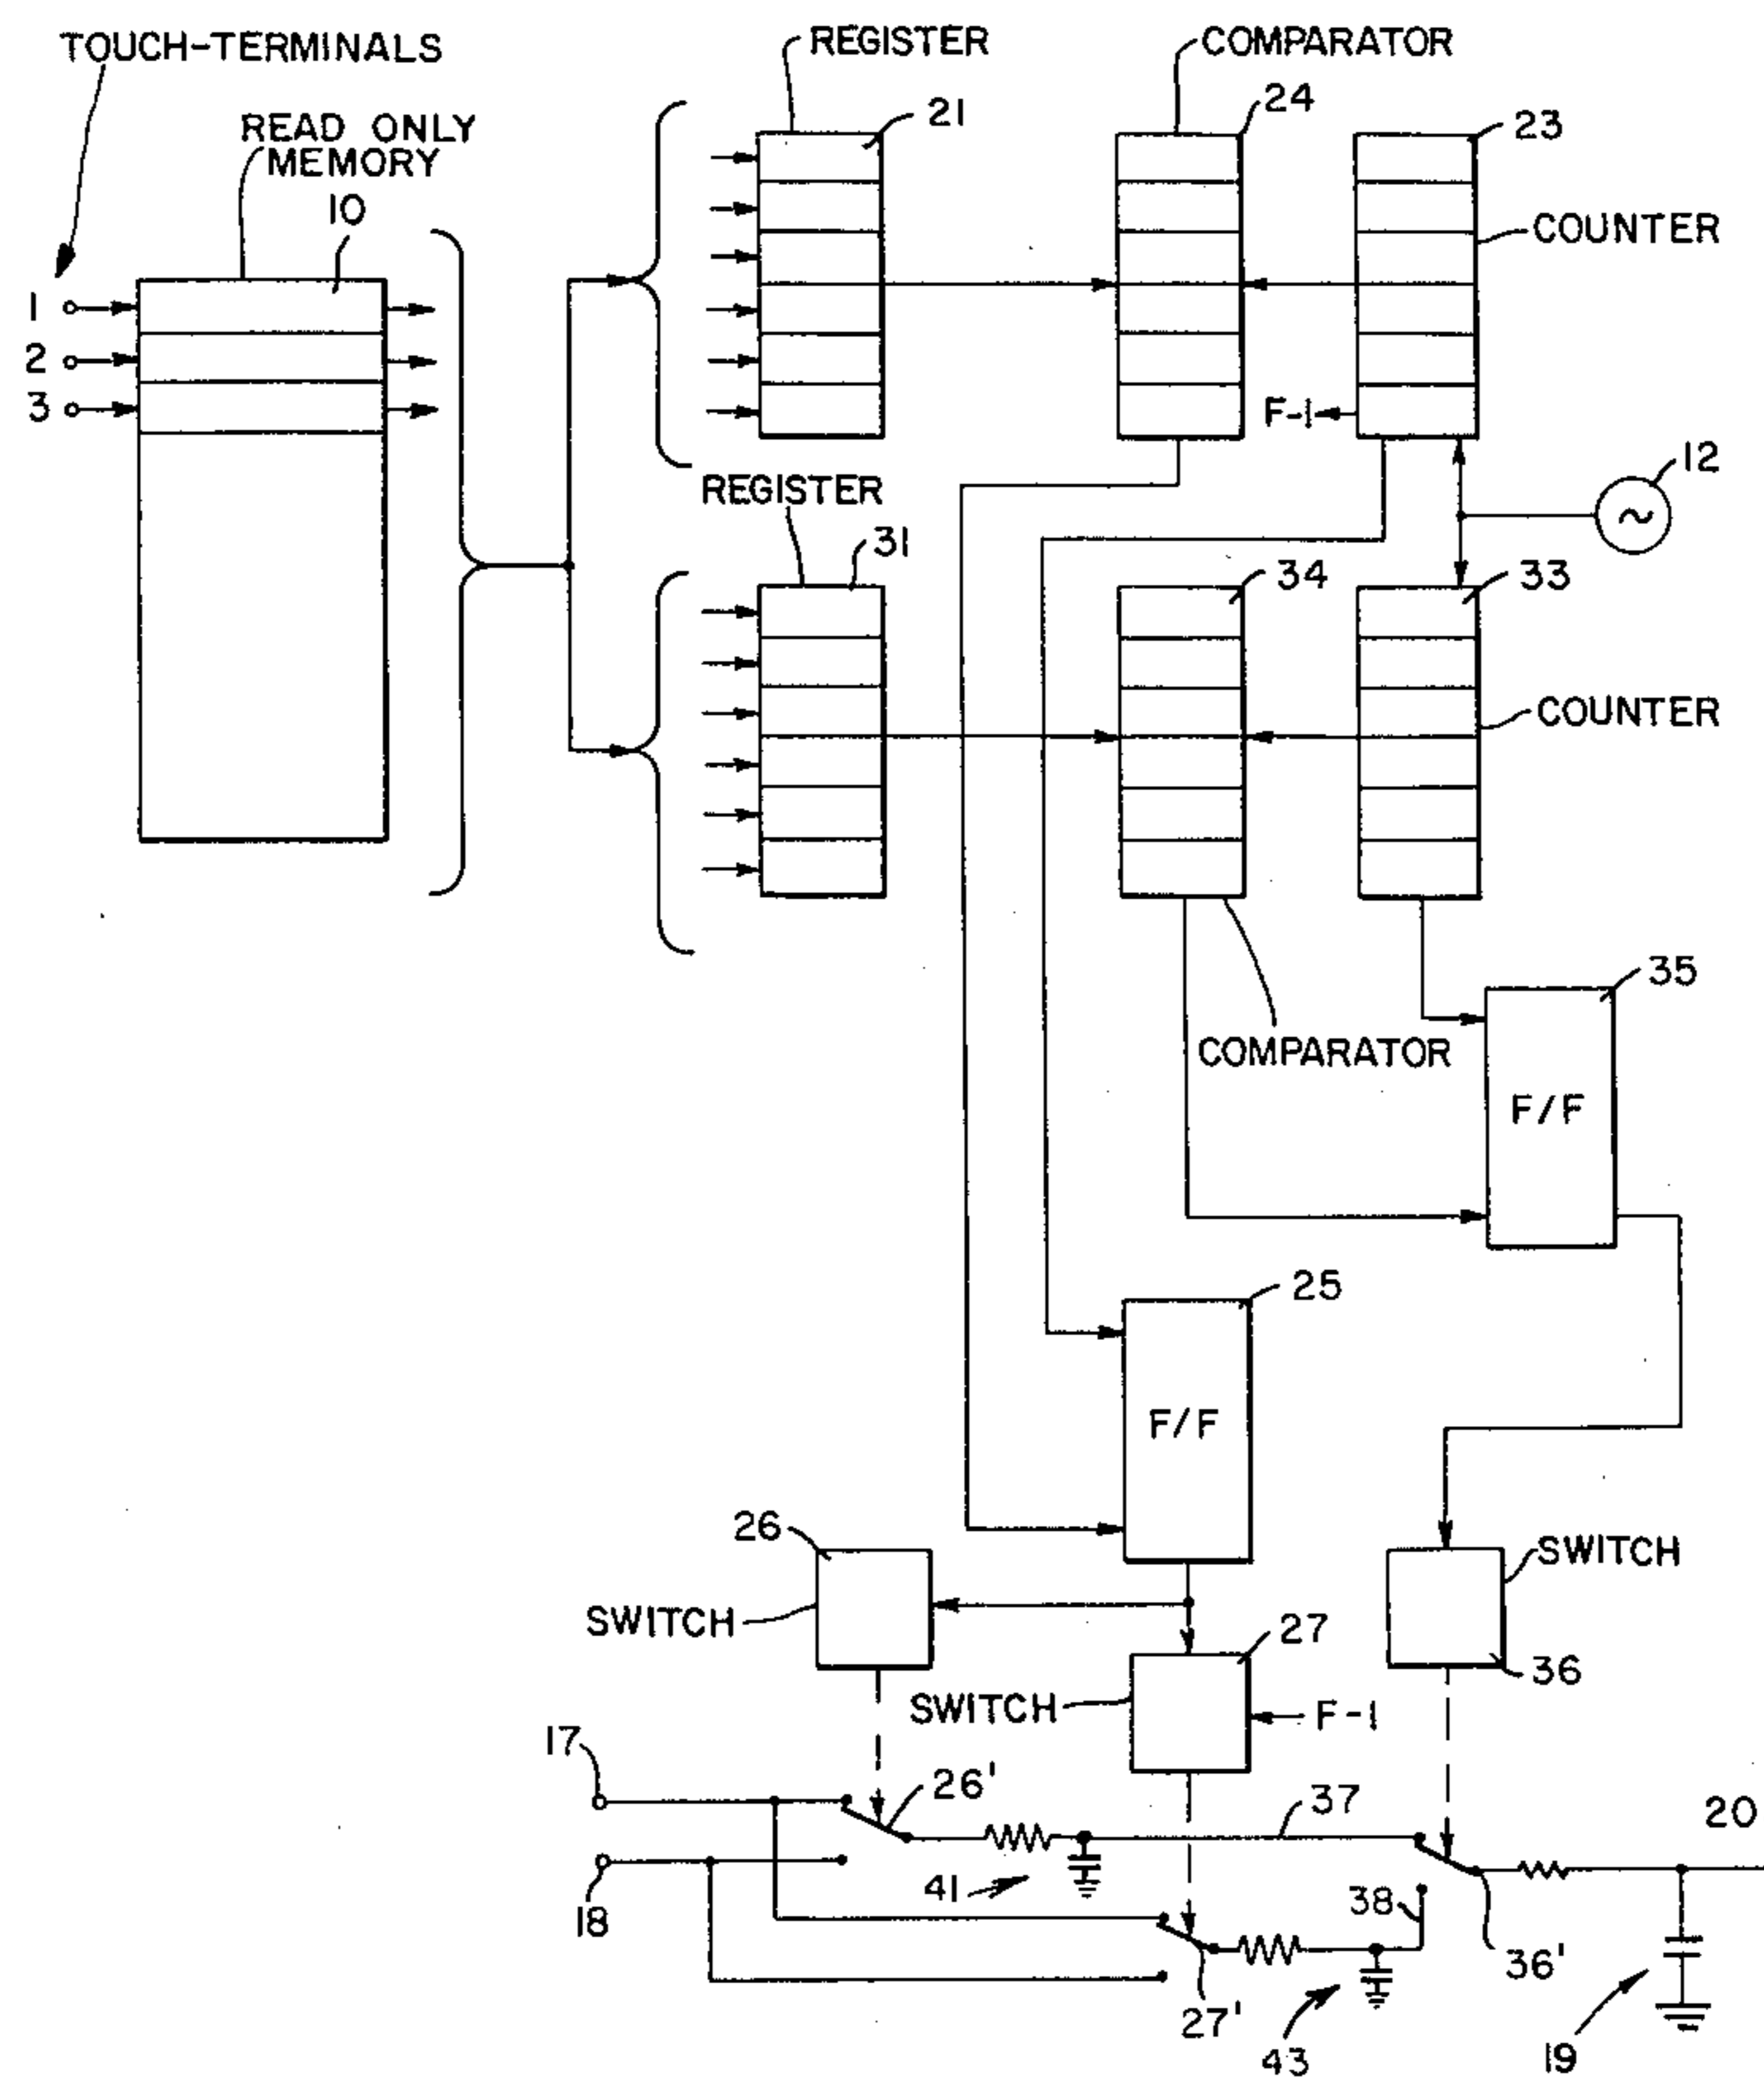 TOUCH-TERMINALS
READ ONLY
MEMORY
10
1
2
3
REGISTER
21
COMPARATOR
24
23
COUNTER
F-1
12
REGISTER
31
34
33
COUNTER
COMPARATOR
35
F/F
25
F/F
26
SWITCH
SWITCH
27
F-1
SWITCH
36
17
18
26'
41
37
38
36'
20
27'
43
19